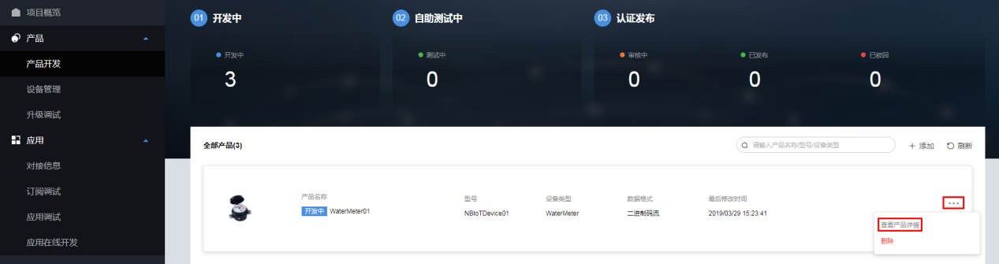 项目概览
产品
产品开发
设备管理
升级调试
应用
对接信息
订阅调试
应用调试
应用在线开发
01 开发中
02 自助测试中
03 认证发布
开发中
3
测试中
0
审核中
0
已发布
0
已驳回
0
全部产品(3)
请输入产品名称/型号/设备类型
添加
刷新
产品名称
开发中 WaterMeter01
型号
NBIoTDevice01
设备类型
WaterMeter
数据格式
二进制码流
最后修改时间
2019/03/29 15:23:41
查看产品详情
删除